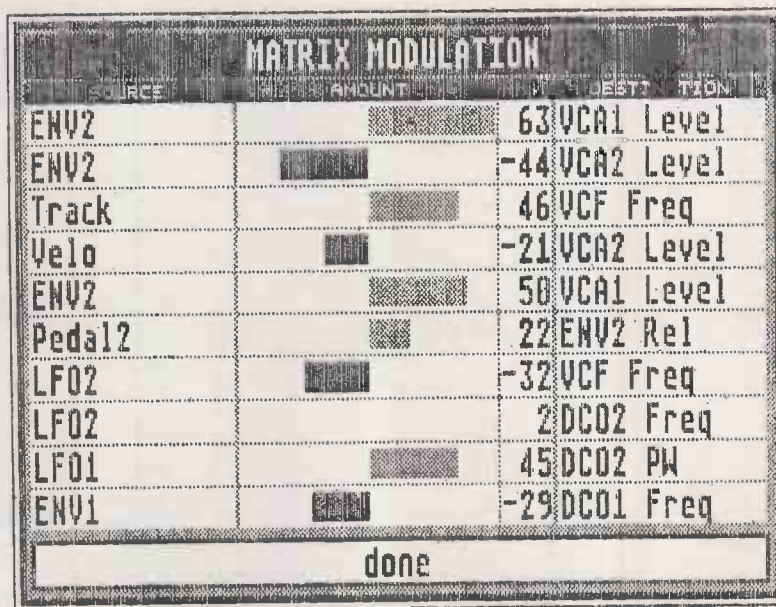 MATRIX MODULATION
SOURCE AMOUNT DESTINATION
ENV2 63 VCA1 Level
ENV2 -44 VCA2 Level
Track 46 VCF Freq
Velo -21 VCA2 Level
ENV2 50 VCA1 Level
Pedal2 22 ENV2 Rel
LFO2 -32 VCF Freq
LFO2 2 DCO2 Freq
LFO1 45 DCO2 PW
ENV1 -29 DCO1 Freq
done